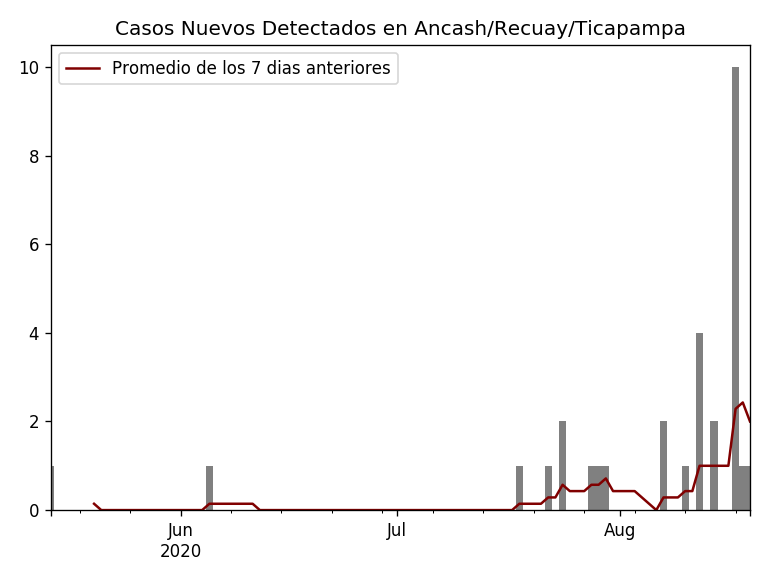 Casos Nuevos Detectados en Ancash/Recuay/Ticapampa
Promedio de los 7 dias anteriores
10
8
6
4
2
0
Jun
2020
Jul
Aug